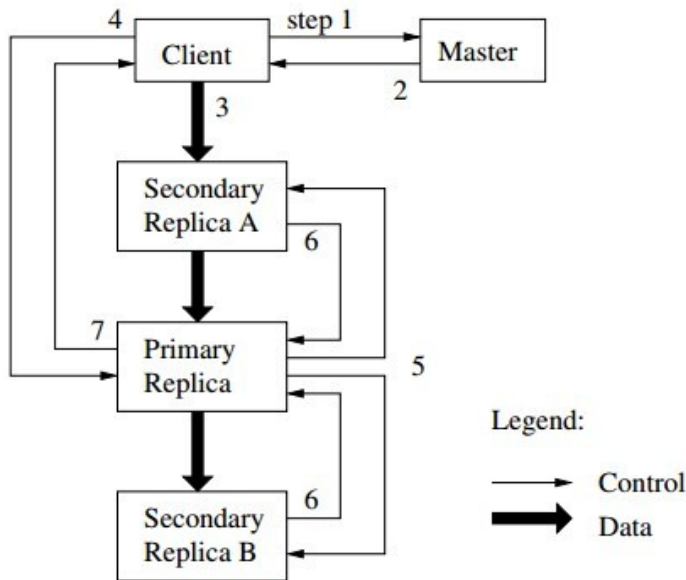 4
step 1
Client
Master
2
3
Secondary
Replica A
6
7
Primary
Replica
5
Legend:
Control
6
Secondary
Replica B
Data